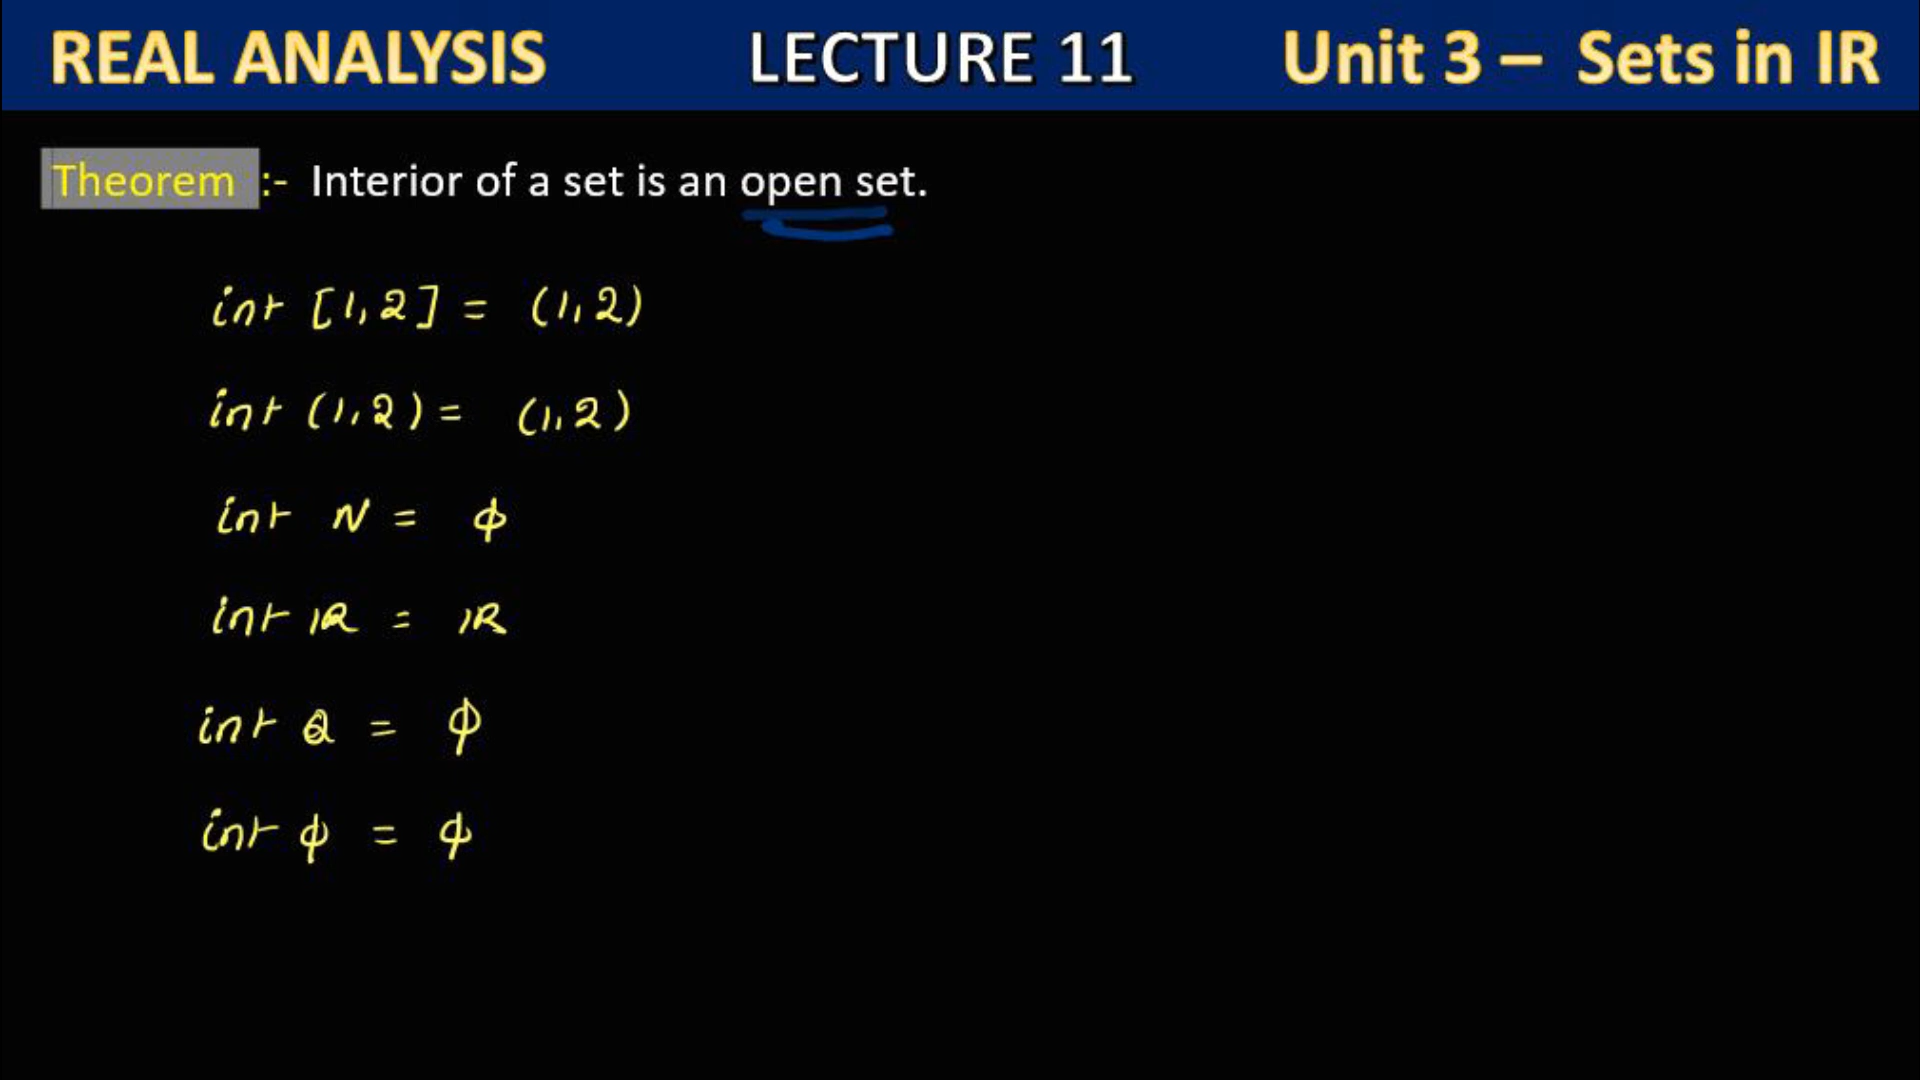 REAL ANALYSIS LECTURE 11 Unit 3 – Sets in IR
Theorem :- Interior of a set is an open set.
int [1,2] = (1,2)
int (1,2) = (1,2)
int N = ϕ
int IR = IR
int Q = ϕ
int ϕ = ϕ